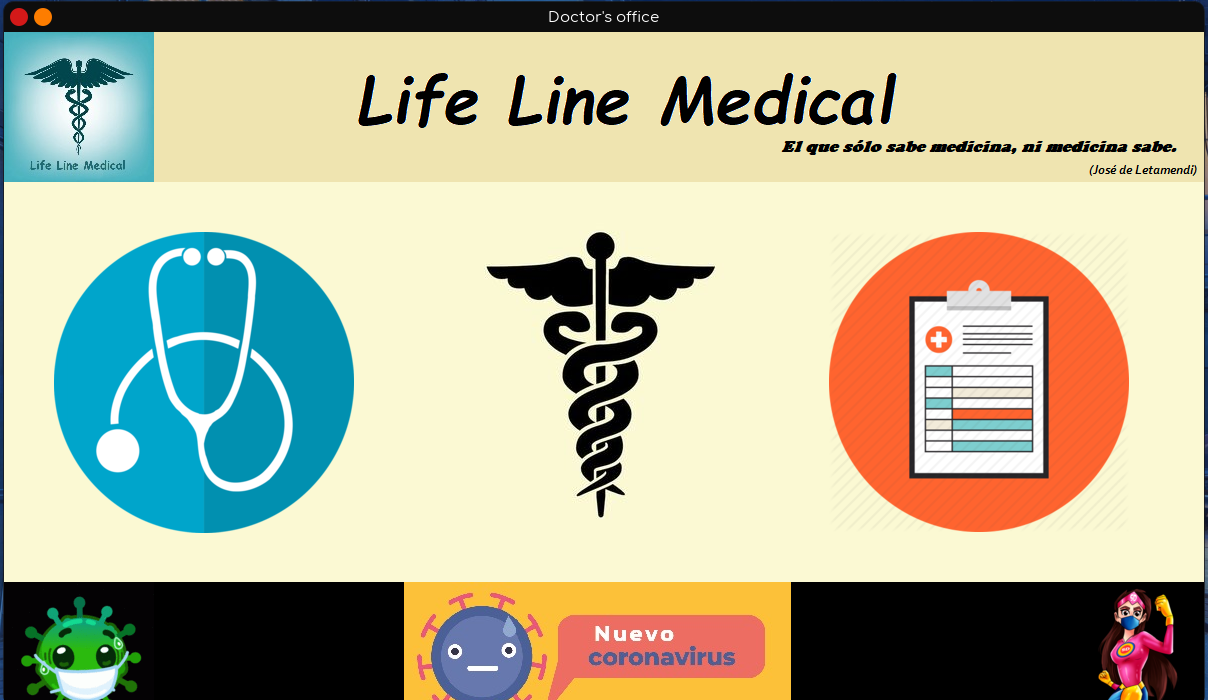 Doctor's office
Life Line Medical
Life Line Medical
El que sólo sabe medicina, ni medicina sabe.
(José de Letamendi)
Nuevo
coronavirus